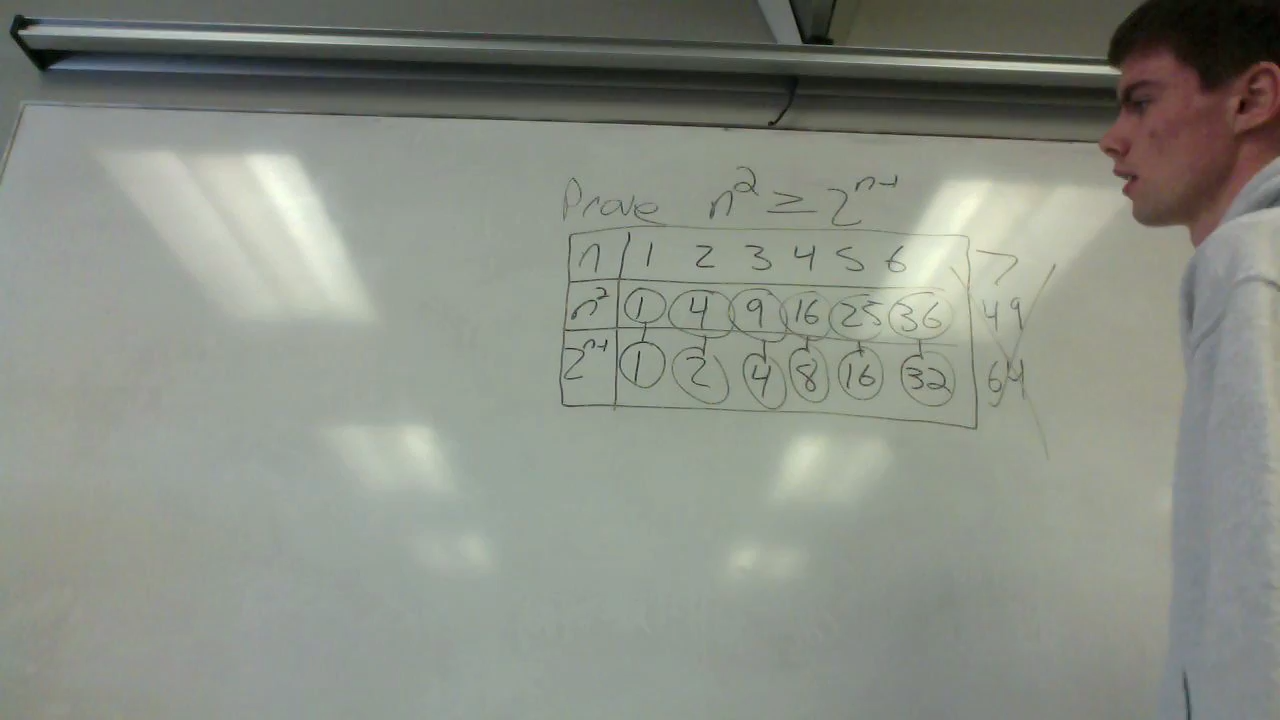 Prove n² ≥ 2ⁿ⁻¹
n 1 2 3 4 5 6 7
n² 1 4 9 16 25 36 49
2ⁿ⁻¹ 1 2 4 8 16 32 64